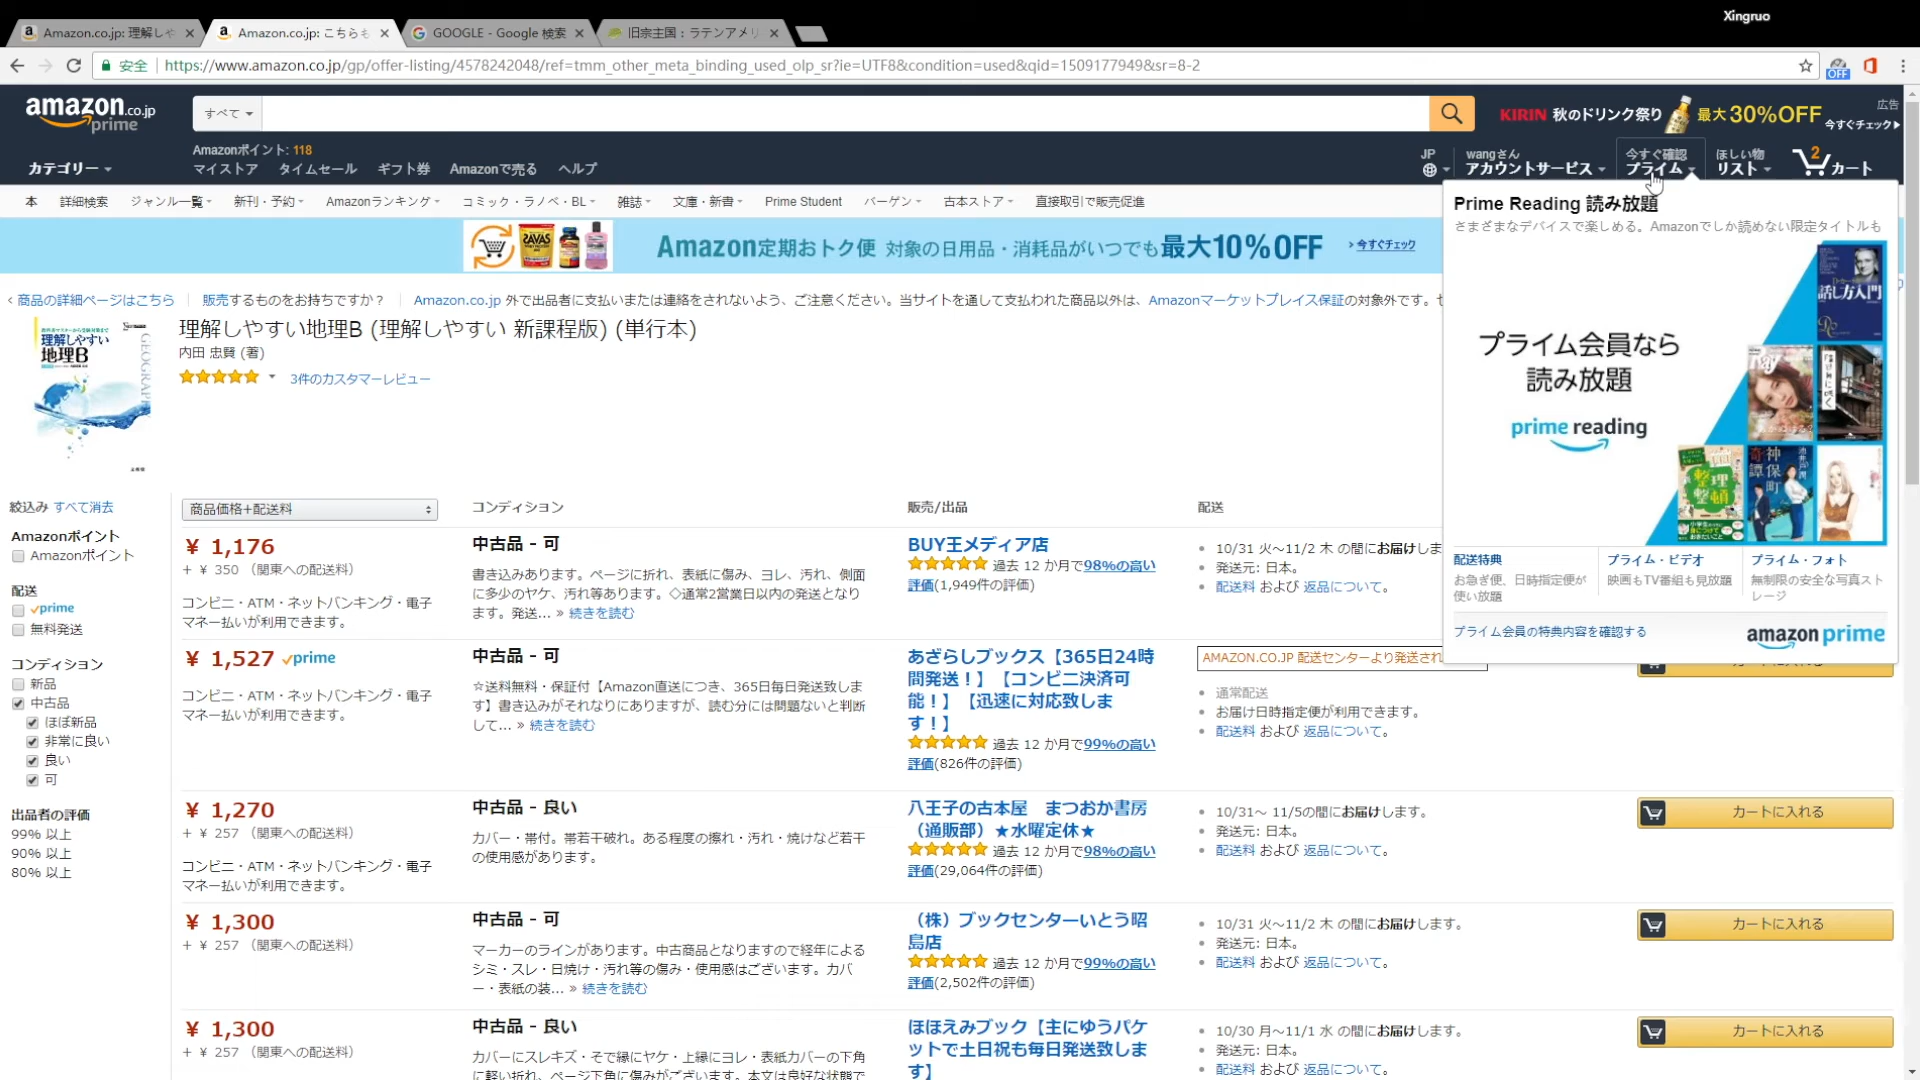 Xingruo
Amazon.co.jp: 理解しや
Amazon.co.jp: こちらも
GOOGLE - Google 検索
旧宗主国：ラテンアメリ
安全 https://www.amazon.co.jp/gp/offer-listing/4578242048/ref=tmm_other_meta_binding_used_olp_sr?ie=UTF8&condition=used&qid=1509177949&sr=8-2
OFF
amazon.co.jp
prime
すべて
KIRIN 秋のドリンク祭り 最大30%OFF 今すぐチェック
広告
カテゴリー
Amazonポイント: 118
マイストア タイムセール ギフト券 Amazonで売る ヘルプ
JP
wangさん
アカウントサービス
今すぐ確認
プライム
ほしい物
リスト
2
カート
本 詳細検索 ジャンル一覧 新刊・予約 Amazonランキング コミック・ラノベ・BL 雑誌 文庫・新書 Prime Student バーゲン 古本ストア 直接取引で販売促進
SAVAS
Amazon定期おトク便 対象の日用品・消耗品がいつでも最大10%OFF
今すぐチェック
‹ 商品の詳細ページはこちら 販売するものをお持ちですか？ Amazon.co.jp 外で出品者に支払いまたは連絡をされないよう、ご注意ください。当サイトを通して支払われた商品以外は、Amazonマーケットプレイス保証の対象外です。セ
理解しやすい
地理B
GEOGRAPHY
理解しやすい地理B (理解しやすい 新課程版) (単行本)
内田 忠賢 (著)
3件のカスタマーレビュー
Prime Reading 読み放題
さまざまなデバイスで楽しめる。Amazonでしか読めない限定タイトルも
プライム会員なら
読み放題
prime reading
話し方入門
整理
整頓
神保町
奇譚
配送特典
お急ぎ便、日時指定便が
使い放題
プライム・ビデオ
映画もTV番組も見放題
プライム・フォト
無制限の安全な写真スト
レージ
プライム会員の特典内容を確認する
amazon prime
絞込み すべて消去
Amazonポイント
Amazonポイント
配送
prime
無料発送
コンディション
新品
中古品
ほぼ新品
非常に良い
良い
可
出品者の評価
99% 以上
90% 以上
80% 以上
商品価格+配送料
コンディション
販売/出品
配送
¥ 1,176
+ ¥ 350 （関東への配送料）
コンビニ・ATM・ネットバンキング・電子
マネー払いが利用できます。
中古品 - 可
書き込みあります。ページに折れ、表紙に傷み、ヨレ、汚れ、側面
に多少のヤケ、汚れ等あります。◇通常2営業日以内の発送となり
ます。発送... » 続きを読む
BUY王メディア店
過去 12 か月で98%の高い
評価(1,949件の評価)
10/31 火～11/2 木 の間にお届けしま
発送元: 日本。
配送料 および 返品について。
¥ 1,527 prime
コンビニ・ATM・ネットバンキング・電子
マネー払いが利用できます。
中古品 - 可
☆送料無料・保証付【Amazon直送につき、365日毎日発送致しま
す】書き込みがそれなりにありますが、読む分には問題ないと判断
して... » 続きを読む
あざらしブックス【365日24時
間発送！】【コンビニ決済可
能！】【迅速に対応致しま
す！】
過去 12 か月で99%の高い
評価(826件の評価)
AMAZON.CO.JP 配送センターより発送され
通常配送
お届け日時指定便が利用できます。
配送料 および 返品について。
カートに入れる
¥ 1,270
+ ¥ 257 （関東への配送料）
コンビニ・ATM・ネットバンキング・電子
マネー払いが利用できます。
中古品 - 良い
カバー・帯付。帯若干破れ。ある程度の擦れ・汚れ・焼けなど若干
の使用感があります。
八王子の古本屋　まつおか書房
（通販部）★水曜定休★
過去 12 か月で98%の高い
評価(29,064件の評価)
10/31～ 11/5の間にお届けします。
発送元: 日本。
配送料 および 返品について。
カートに入れる
¥ 1,300
+ ¥ 257 （関東への配送料）
中古品 - 可
マーカーのラインがあります。中古商品となりますので経年による
シミ・スレ・日焼け・汚れ等の傷み・使用感はございます。カバ
ー・表紙の装... » 続きを読む
（株）ブックセンターいとう昭
島店
過去 12 か月で99%の高い
評価(2,502件の評価)
10/31 火～11/2 木 の間にお届けします。
発送元: 日本。
配送料 および 返品について。
カートに入れる
¥ 1,300
+ ¥ 257 （関東への配送料）
中古品 - 良い
カバーにスレキズ・そで縁にヤケ・上縁にヨレ・表紙カバーの下角
に軽い折れ、ページ下角に傷みがございます。本文は良好な状態で
ほほえみブック【主にゆうパケ
ットで土日祝も毎日発送致しま
す】
10/30 月～11/1 水 の間にお届けします。
発送元: 日本。
配送料 および 返品について。
カートに入れる